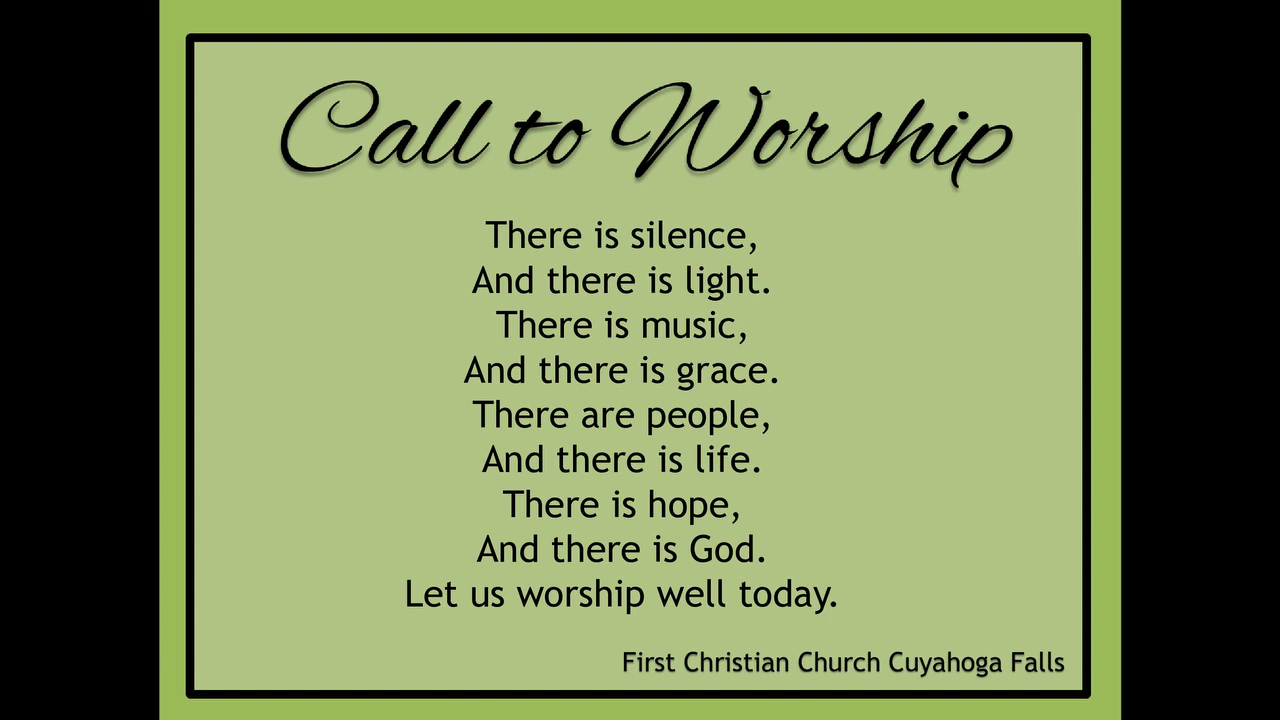 Call to Worship
There is silence,
And there is light.
There is music,
And there is grace.
There are people,
And there is life.
There is hope,
And there is God.
Let us worship well today.
First Christian Church Cuyahoga Falls